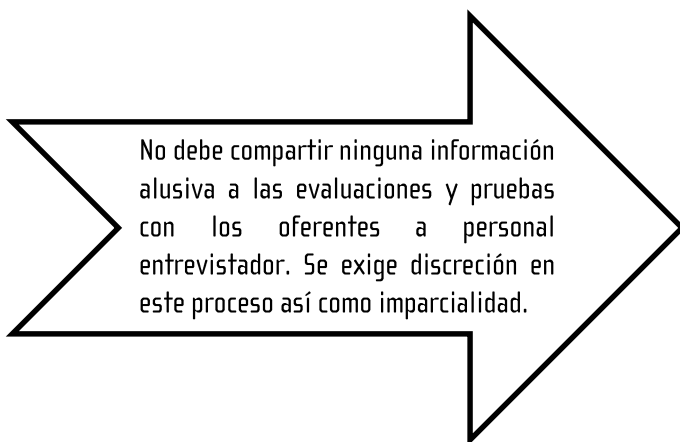 No debe compartir ninguna información
alusiva a las evaluaciones y pruebas
con los oferentes a personal
entrevistador. Se exige discreción en
este proceso así como imparcialidad.